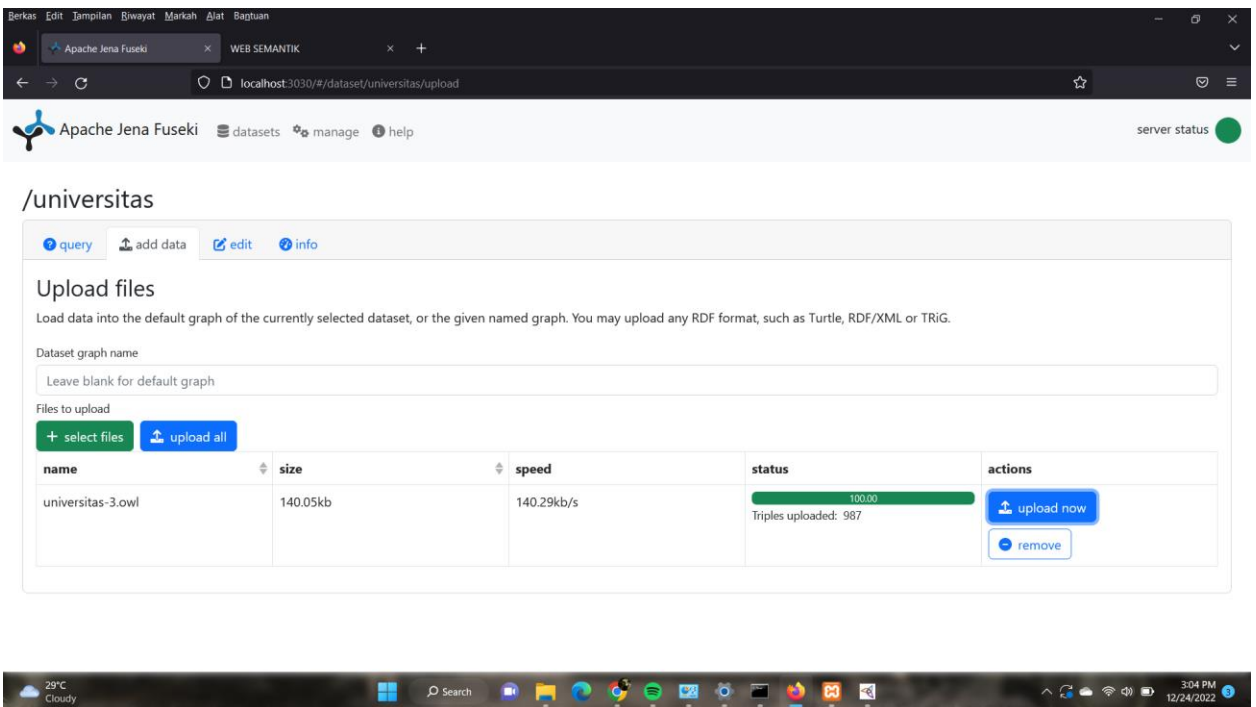 Berkas Edit Tampilan Riwayat Markah Alat Bantuan
Apache Jena Fuseki
WEB SEMANTIK
localhost:3030/#/dataset/universitas/upload
Apache Jena Fuseki datasets manage help server status
/universitas
query add data edit info
Upload files
Load data into the default graph of the currently selected dataset, or the given named graph. You may upload any RDF format, such as Turtle, RDF/XML or TRiG.
Dataset graph name
Leave blank for default graph
Files to upload
+ select files upload all
name size speed status actions
universitas-3.owl 140.05kb 140.29kb/s 100.00 upload now
Triples uploaded: 987
remove
29°C
Cloudy
Search
3:04 PM
12/24/2022
3